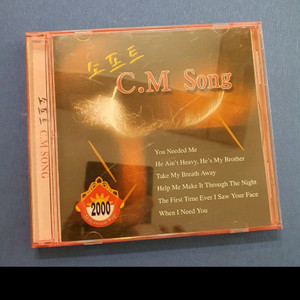 소프트
C.M Song
You Needed Me
He Ain't Heavy, He's My Brother
Take My Breath Away
Help Me Make It Through The Night
The First Time Ever I Saw Your Face
When I Need You
2000
소프트 C.M SONG